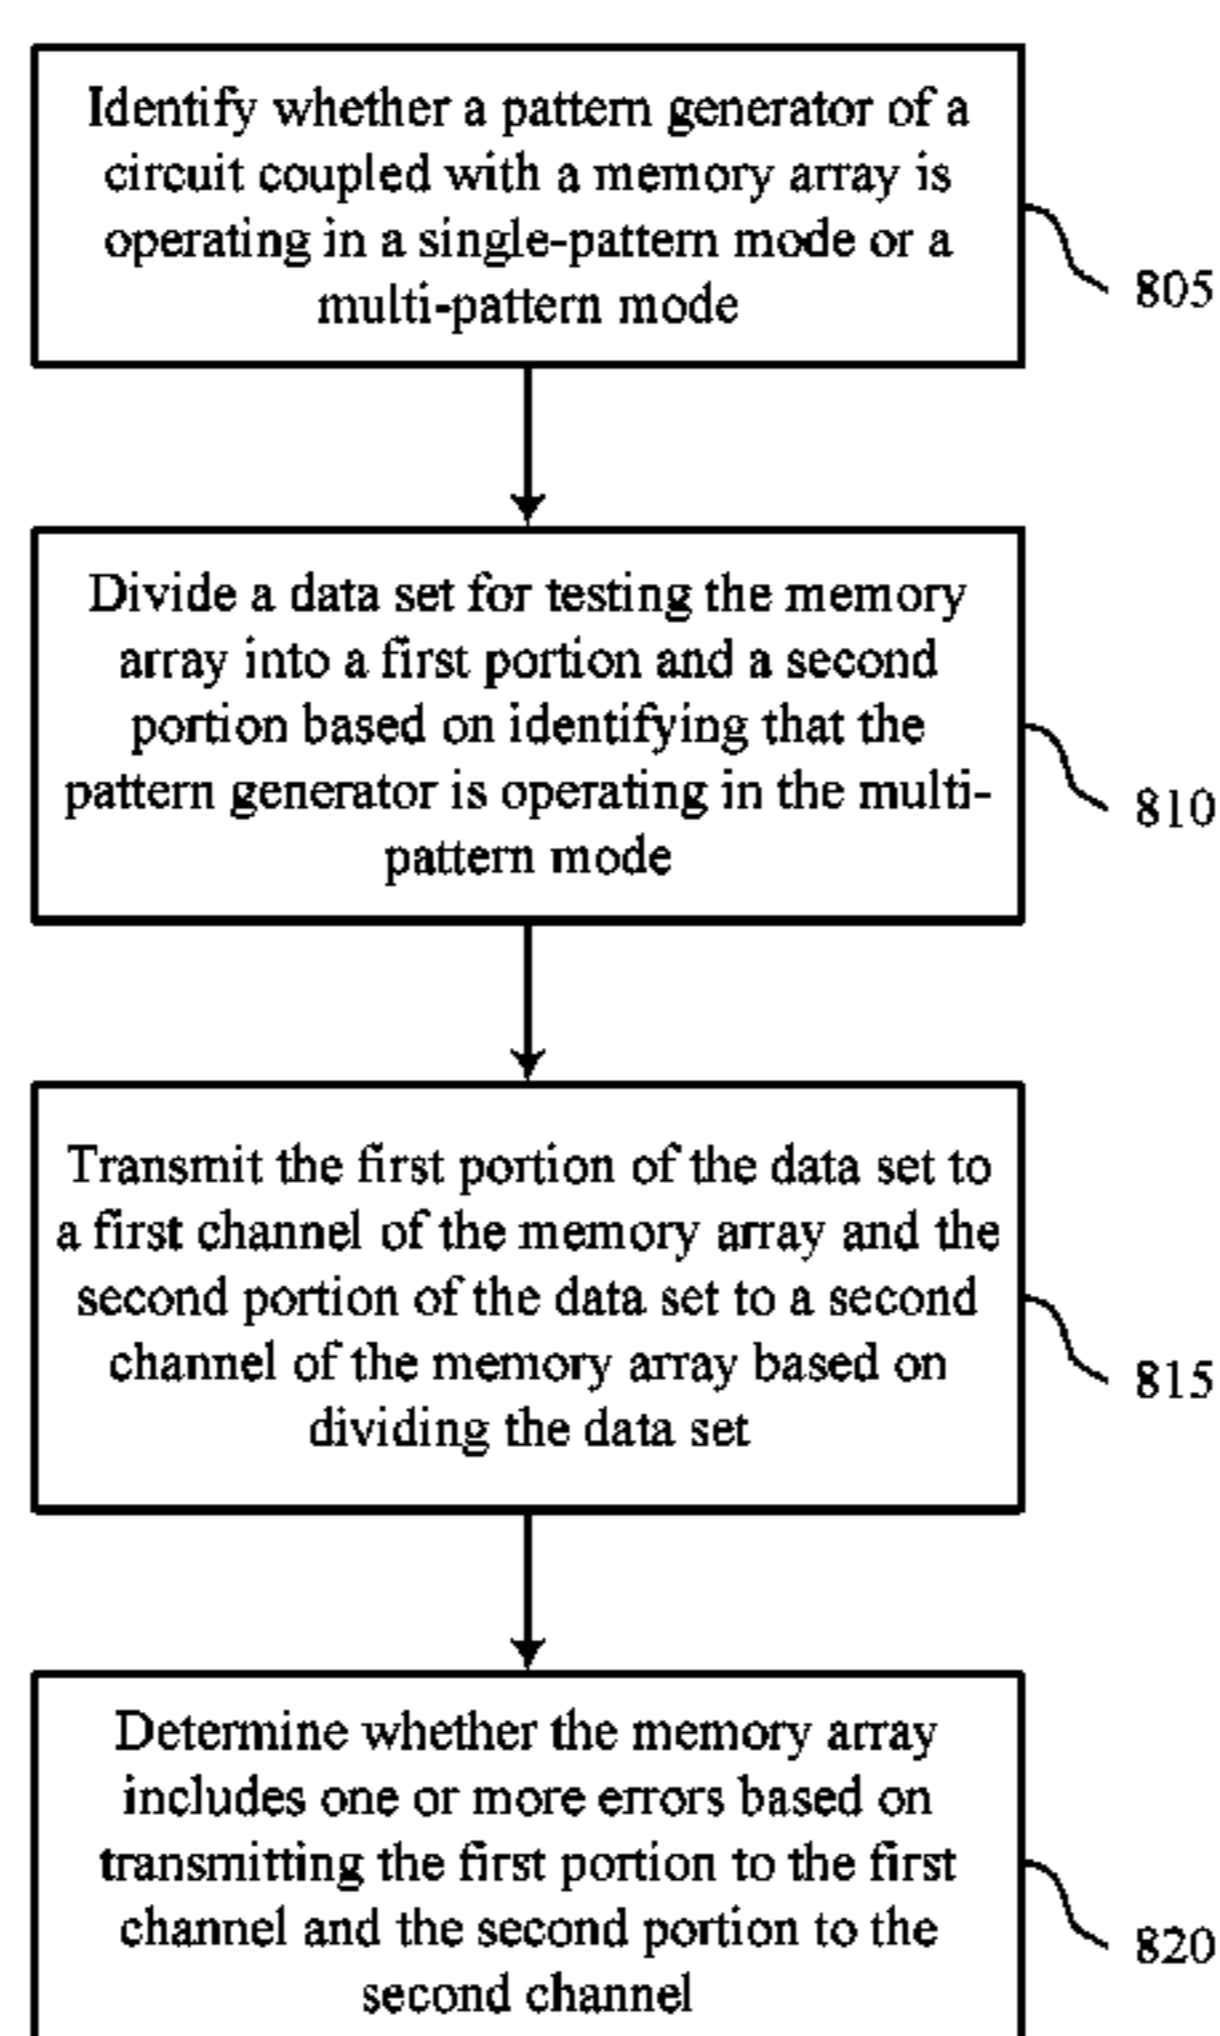 Identify whether a pattern generator of a
circuit coupled with a memory array is
operating in a single-pattern mode or a
multi-pattern mode
805
Divide a data set for testing the memory
array into a first portion and a second
portion based on identifying that the
pattern generator is operating in the multi-
pattern mode
810
Transmit the first portion of the data set to
a first channel of the memory array and the
second portion of the data set to a second
channel of the memory array based on
dividing the data set
815
Determine whether the memory array
includes one or more errors based on
transmitting the first portion to the first
channel and the second portion to the
second channel
820